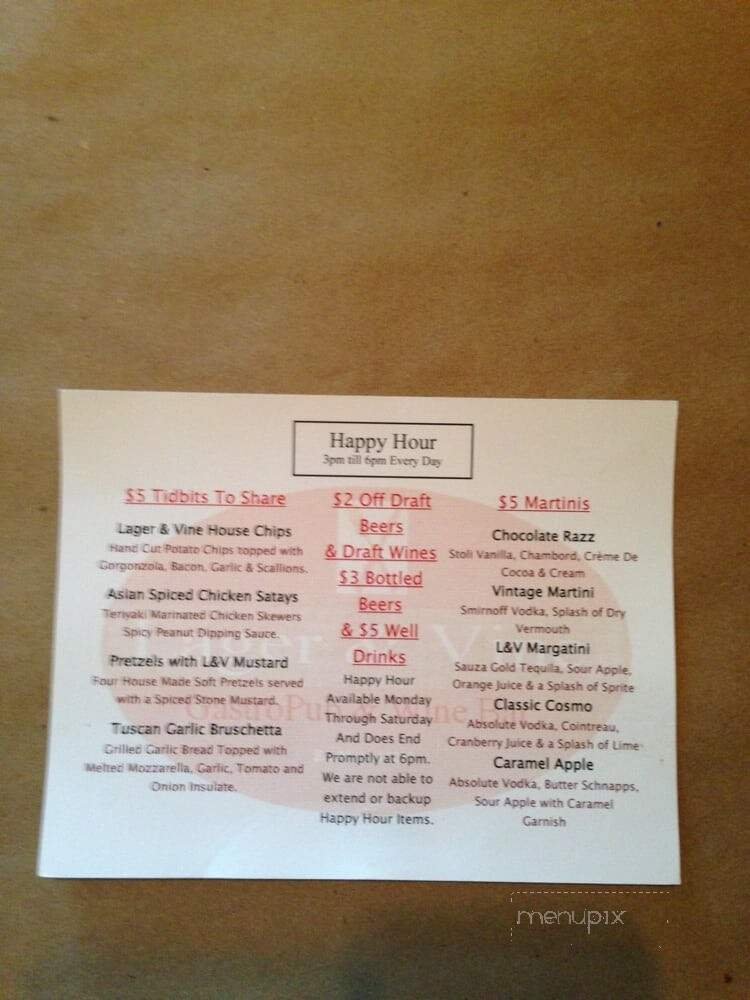 Happy Hour
3pm till 6pm Every Day
$5 Tidbits To Share
Lager & Vine House Chips
Hand Cut Potato Chips topped with
Gorgonzola, Bacon, Garlic & Scallions.
Asian Spiced Chicken Satays
Teriyaki Marinated Chicken Skewers
Spicy Peanut Dipping Sauce.
Pretzels with L&V Mustard
Four House Made Soft Pretzels served
with a Spiced Stone Mustard.
Tuscan Garlic Bruschetta
Grilled Garlic Bread Topped with
Melted Mozzarella, Garlic, Tomato and
Onion Insulate.
$2 Off Draft
Beers
& Draft Wines
$3 Bottled
Beers
& $5 Well
Drinks
Happy Hour
Available Monday
Through Saturday
And Does End
Promptly at 6pm.
We are not able to
extend or backup
Happy Hour Items.
$5 Martinis
Chocolate Razz
Stoli Vanilla, Chambord, Crème De
Cocoa & Cream
Vintage Martini
Smirnoff Vodka, Splash of Dry
Vermouth
L&V Margatini
Sauza Gold Tequila, Sour Apple,
Orange Juice & a Splash of Sprite
Classic Cosmo
Absolute Vodka, Cointreau,
Cranberry Juice & a Splash of Lime
Caramel Apple
Absolute Vodka, Butter Schnapps,
Sour Apple with Caramel
Garnish
GastroPub & Wine
menupix